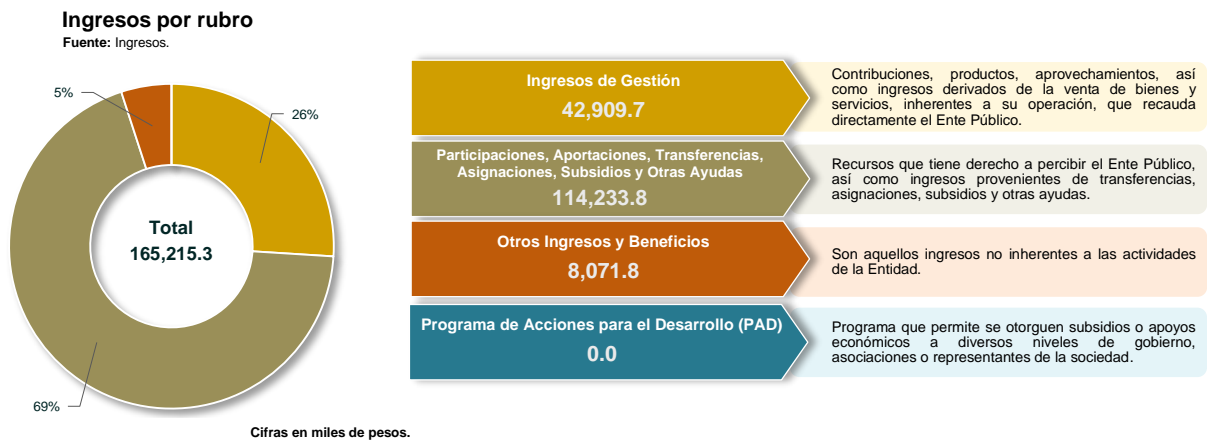 Ingresos por rubro
Fuente: Ingresos.
5%
26%
Total
165,215.3
69%
Ingresos de Gestión
42,909.7
Contribuciones, productos, aprovechamientos, así
como ingresos derivados de la venta de bienes y
servicios, inherentes a su operación, que recauda
directamente el Ente Público.
Participaciones, Aportaciones, Transferencias,
Asignaciones, Subsidios y Otras Ayudas
114,233.8
Recursos que tiene derecho a percibir el Ente Público,
así como ingresos provenientes de transferencias,
asignaciones, subsidios y otras ayudas.
Otros Ingresos y Beneficios
8,071.8
Son aquellos ingresos no inherentes a las actividades
de la Entidad.
Programa de Acciones para el Desarrollo (PAD)
0.0
Programa que permite se otorguen subsidios o apoyos
económicos a diversos niveles de gobierno,
asociaciones o representantes de la sociedad.
Cifras en miles de pesos.